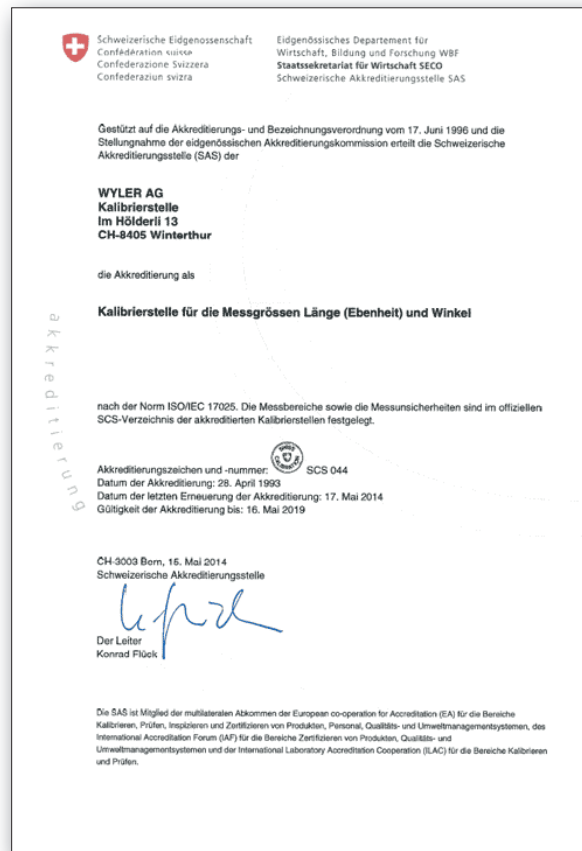 Schweizerische Eidgenossenschaft
Confédération suisse
Confederazione Svizzera
Confederaziun svizra
Eidgenössisches Departement für
Wirtschaft, Bildung und Forschung WBF
Staatssekretariat für Wirtschaft SECO
Schweizerische Akkreditierungsstelle SAS
Gestützt auf die Akkreditierungs- und Bezeichnungsverordnung vom 17. Juni 1996 und die
Stellungnahme der eidgenössischen Akkreditierungskommission erteilt die Schweizerische
Akkreditierungsstelle (SAS) der
WYLER AG
Kalibrierstelle
Im Hölderli 13
CH-8405 Winterthur
die Akkreditierung als
Kalibrierstelle für die Messgrössen Länge (Ebenheit) und Winkel
akkreditierung
nach der Norm ISO/IEC 17025. Die Messbereiche sowie die Messunsicherheiten sind im offiziellen
SCS-Verzeichnis der akkreditierten Kalibrierstellen festgelegt.
SWISS CALIBRATION
Akkreditierungszeichen und -nummer: SCS 044
Datum der Akkreditierung: 28. April 1993
Datum der letzten Erneuerung der Akkreditierung: 17. Mai 2014
Gültigkeit der Akkreditierung bis: 16. Mai 2019
CH-3003 Bern, 15. Mai 2014
Schweizerische Akkreditierungsstelle
Der Leiter
Konrad Flück
Die SAS ist Mitglied der multilateralen Abkommen der European co-operation for Accreditation (EA) für die Bereiche
Kalibrieren, Prüfen, Inspizieren und Zertifizieren von Produkten, Personal, Qualitäts- und Umweltmanagementsystemen, des
International Accreditation Forum (IAF) für die Bereiche Zertifizieren von Produkten, Qualitäts- und
Umweltmanagementsystemen und der International Laboratory Accreditation Cooperation (ILAC) für die Bereiche Kalibrieren
und Prüfen.